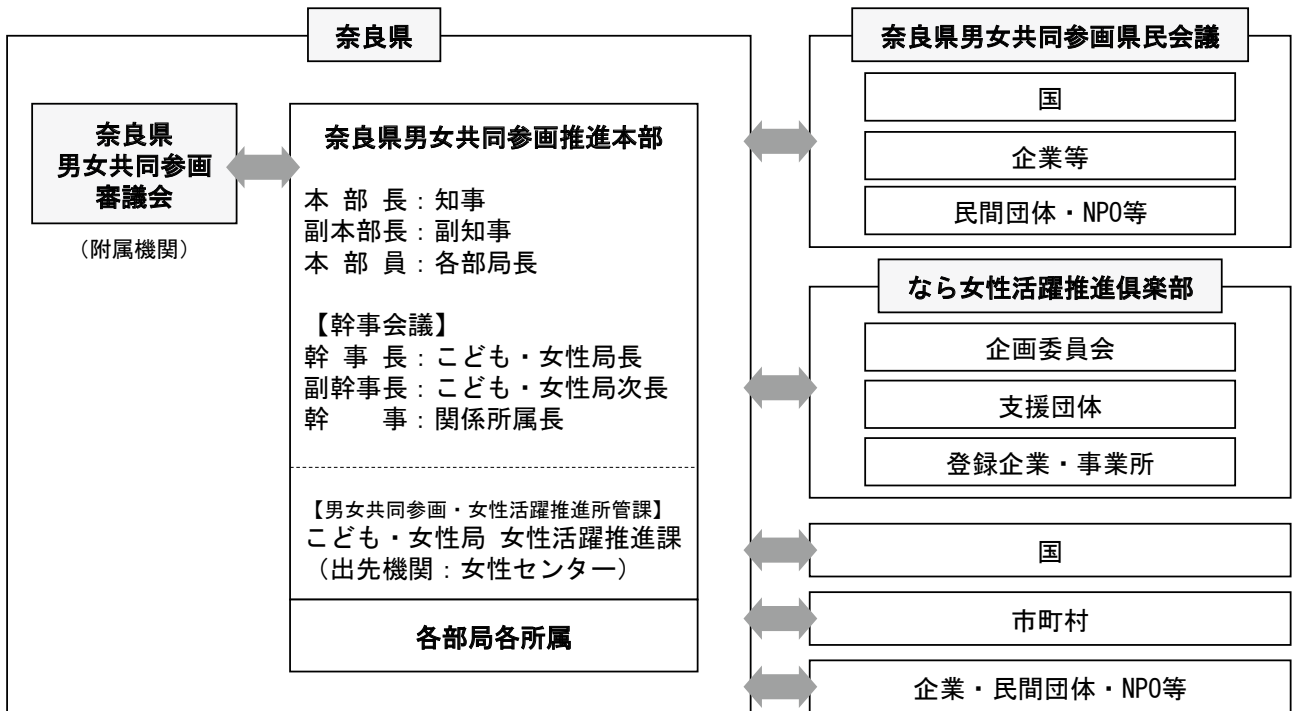 奈良県
奈良県
男女共同参画
審議会
（附属機関）
奈良県男女共同参画推進本部
本 部 長：知事
副本部長：副知事
本 部 員：各部局長
【幹事会議】
幹 事 長：こども・女性局長
副幹事長：こども・女性局次長
幹　　事：関係所属長
【男女共同参画・女性活躍推進所管課】
こども・女性局 女性活躍推進課
（出先機関：女性センター）
各部局各所属
奈良県男女共同参画県民会議
国
企業等
民間団体・NPO等
なら女性活躍推進倶楽部
企画委員会
支援団体
登録企業・事業所
国
市町村
企業・民間団体・NPO等